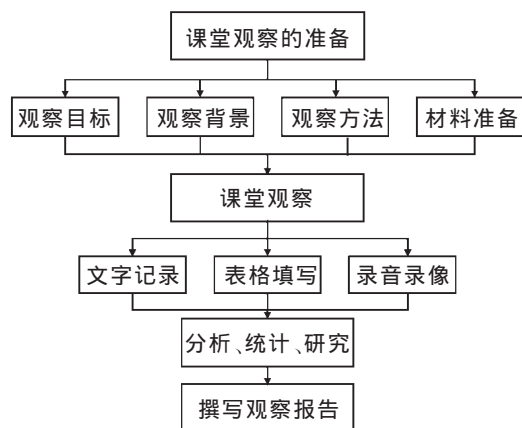 课堂观察的准备
观察目标 观察背景 观察方法 材料准备
课堂观察
文字记录 表格填写 录音录像
分析、统计、研究
撰写观察报告